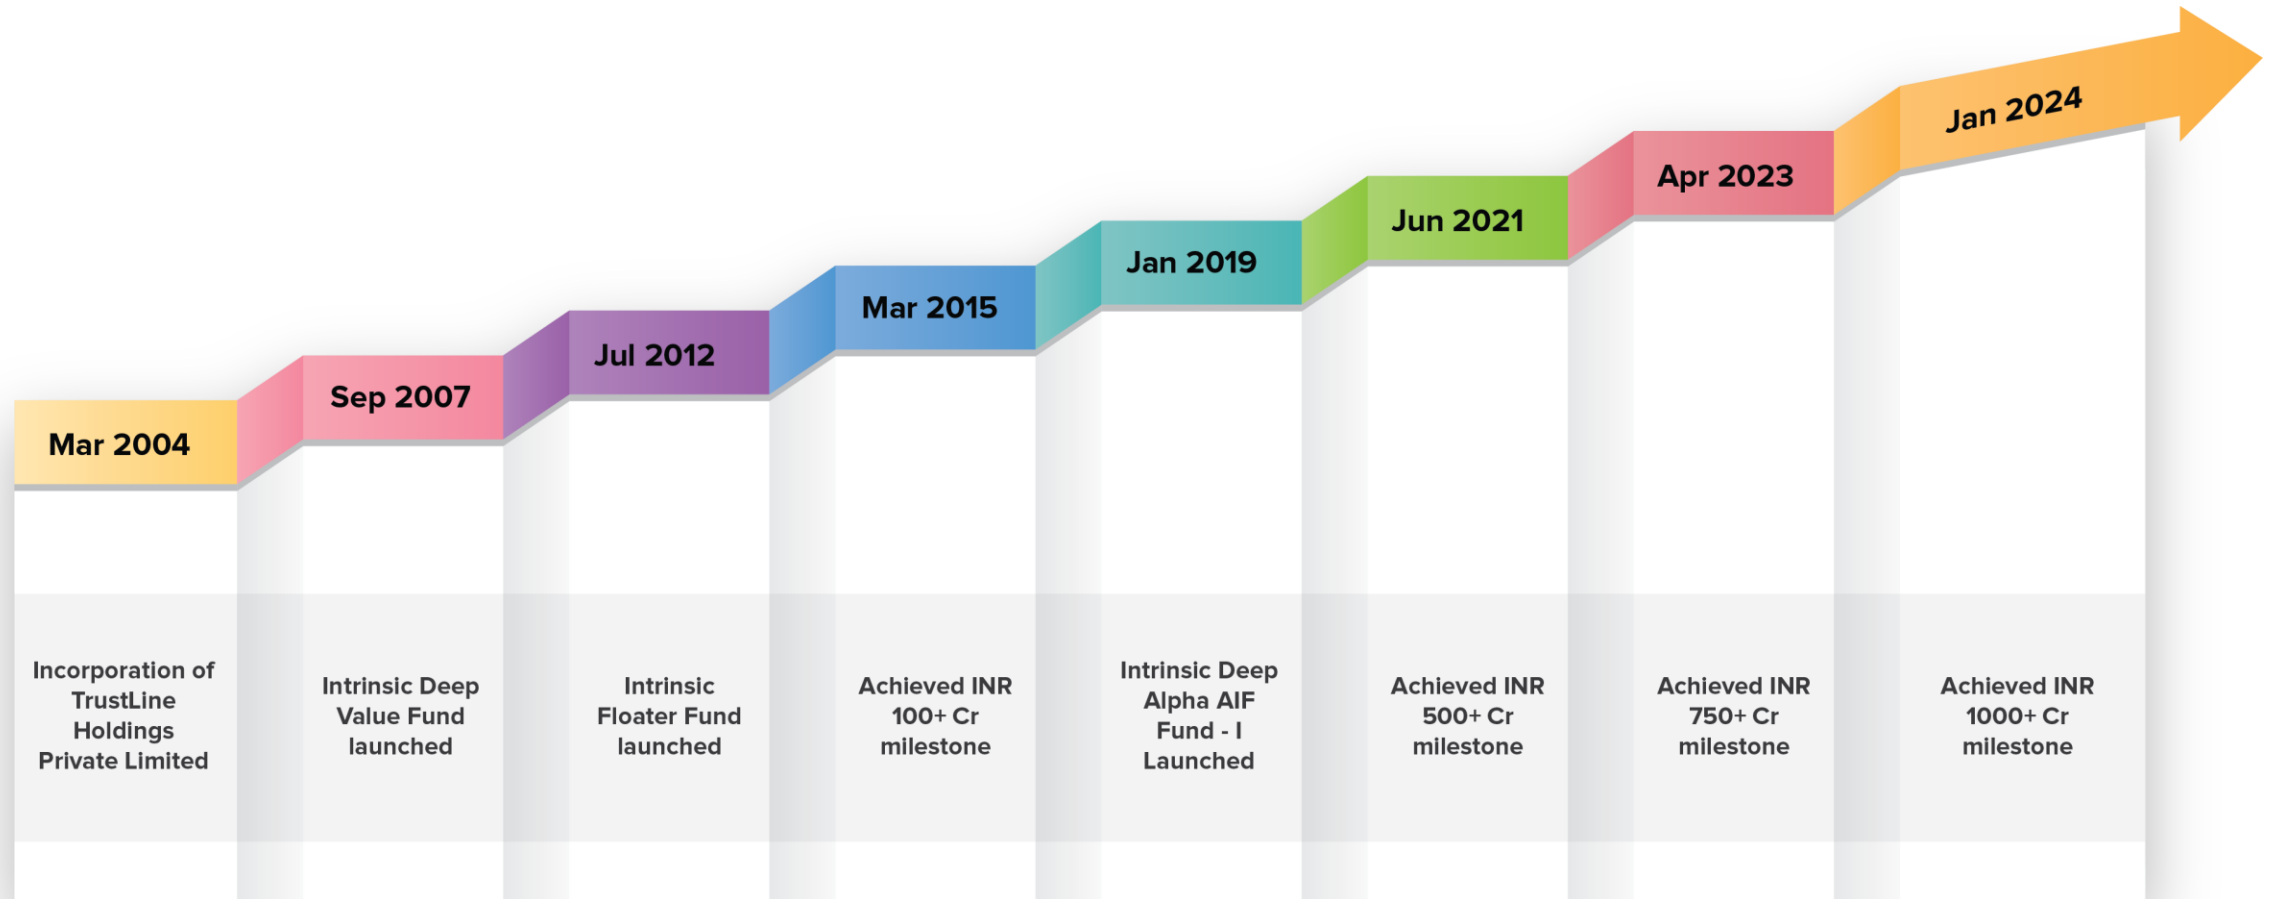 Mar 2004
Sep 2007
Jul 2012
Mar 2015
Jan 2019
Jun 2021
Apr 2023
Jan 2024
Incorporation of
TrustLine
Holdings
Private Limited
Intrinsic Deep
Value Fund
launched
Intrinsic
Floater Fund
launched
Achieved INR
100+ Cr
milestone
Intrinsic Deep
Alpha AIF
Fund - I
Launched
Achieved INR
500+ Cr
milestone
Achieved INR
750+ Cr
milestone
Achieved INR
1000+ Cr
milestone